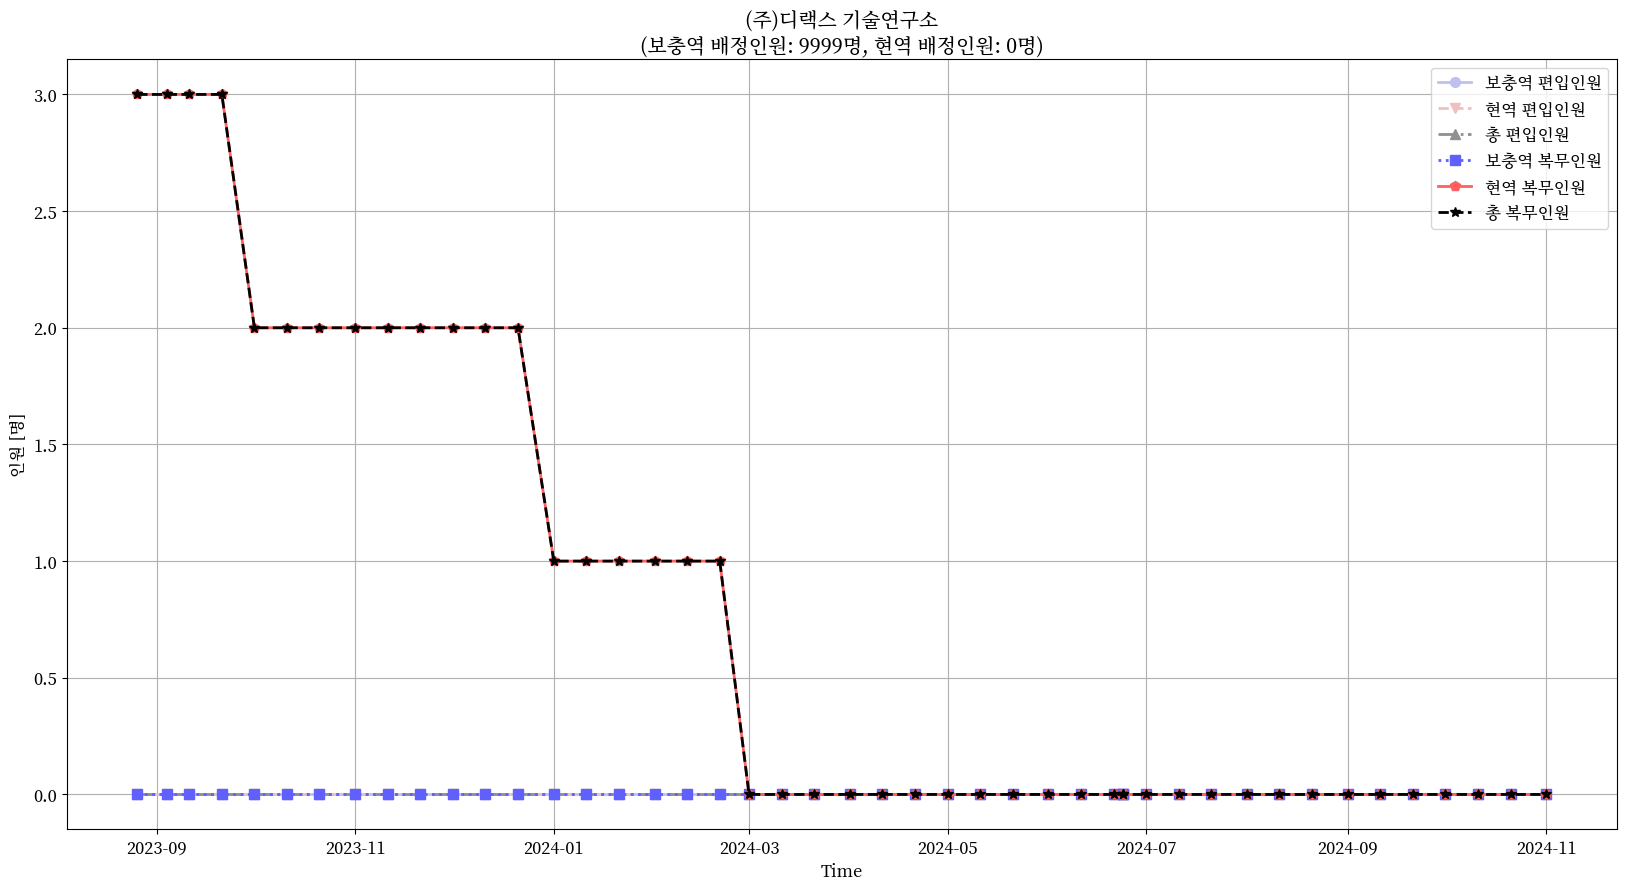 (주)디랙스 기술연구소
(보충역 배정인원: 9999명, 현역 배정인원: 0명)
보충역 편입인원
현역 편입인원
총 편입인원
보충역 복무인원
현역 복무인원
총 복무인원
3.0
2.5
2.0
1.5
1.0
0.5
0.0
인원 [명]
2023-09
2023-11
2024-01
2024-03
2024-05
2024-07
2024-09
2024-11
Time